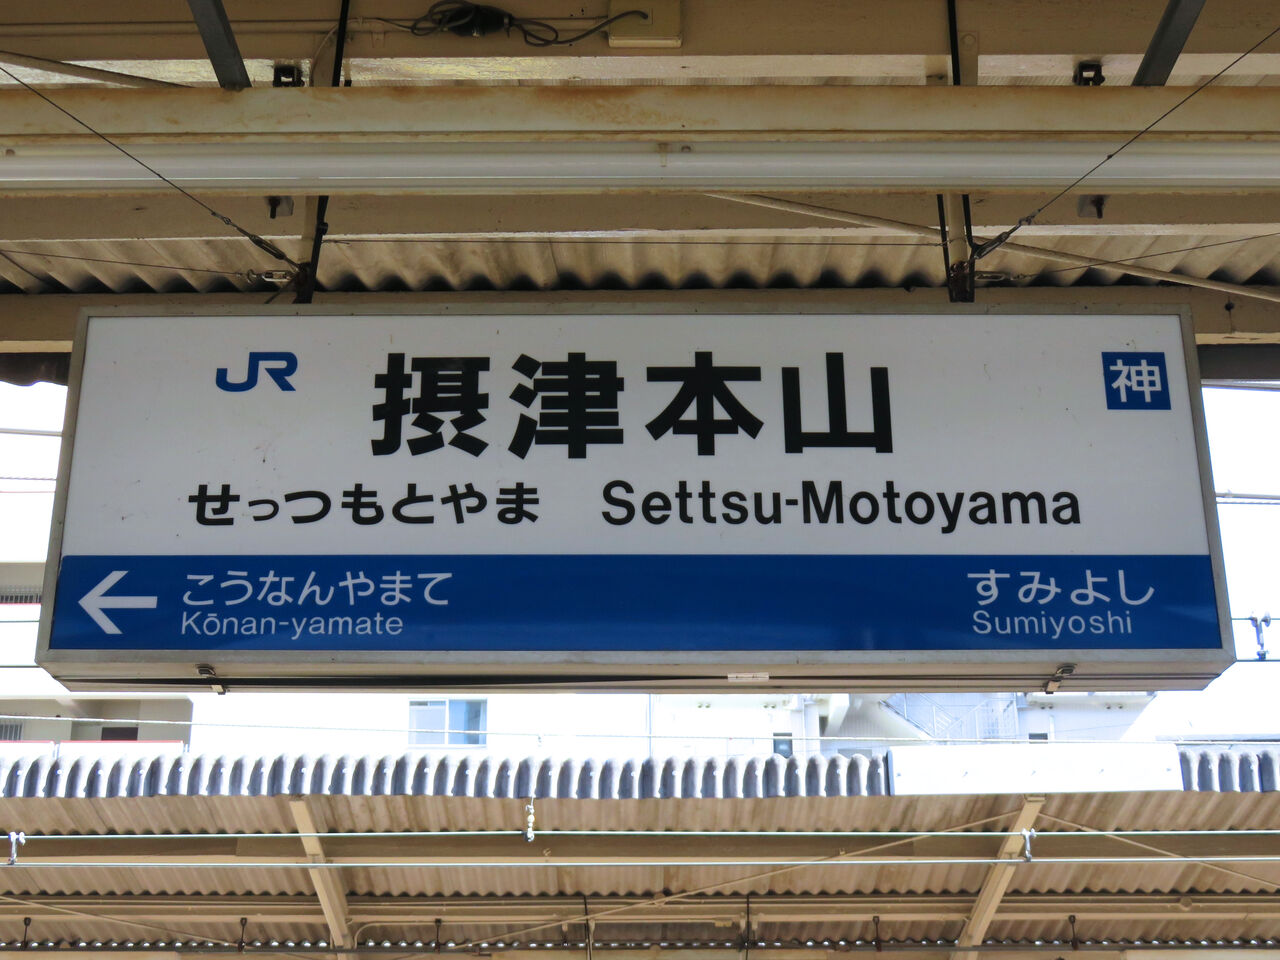 JR 摂津本山 神
せっつもとやま Settsu-Motoyama
← こうなんやまて すみよし
Kōnan-yamate Sumiyoshi